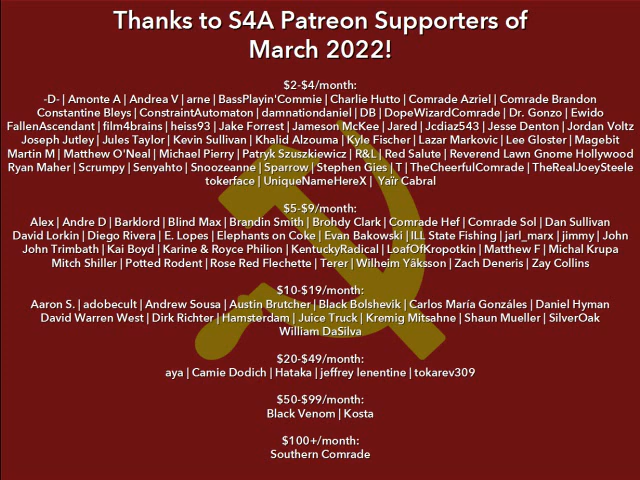 Thanks to S4A Patreon Supporters of
March 2022!
$2-$4/month:
-D- | Amonte A | Andrea V | arne | BassPlayin'Commie | Charlie Hutto | Comrade Azriel | Comrade Brandon
Constantine Bleys | ConstraintAutomaton | damnationdaniel | DB | DopeWizardComrade | Dr. Gonzo | Ewido
FallenAscendant | film4brains | heiss93 | Jake Forrest | Jameson McKee | Jared | Jcdiaz543 | Jesse Denton | Jordan Voltz
Joseph Jutley | Jules Taylor | Kevin Sullivan | Khalid Alzouma | Kyle Fischer | Lazar Markovic | Lee Gloster | Magebit
Martin M | Matthew O'Neal | Michael Pierry | Patryk Szuszkiewicz | R&L | Red Salute | Reverend Lawn Gnome Hollywood
Ryan Maher | Scrumpy | Senyahto | Snoozeanne | Sparrow | Stephen Gies | T | TheCheerfulComrade | TheRealJoeySteele
tokerface | UniqueNameHereX | Yaïr Cabral
$5-$9/month:
Alex | Andre D | Barklord | Blind Max | Brandin Smith | Brohdy Clark | Comrade Hef | Comrade Sol | Dan Sullivan
David Lorkin | Diego Rivera | E. Lopes | Elephants on Coke | Evan Bakowski | ILL State Fishing | jarl_marx | jimmy | John
John Trimbath | Kai Boyd | Karine & Royce Philion | KentuckyRadical | LoafOfKropotkin | Matthew F | Michal Krupa
Mitch Shiller | Potted Rodent | Rose Red Flechette | Terer | Wilheim Yâksson | Zach Deneris | Zay Collins
$10-$19/month:
Aaron S. | adobecult | Andrew Sousa | Austin Brutcher | Black Bolshevik | Carlos María Gonzáles | Daniel Hyman
David Warren West | Dirk Richter | Hamsterdam | Juice Truck | Kremig Mitsahne | Shaun Mueller | SilverOak
William DaSilva
$20-$49/month:
aya | Camie Dodich | Hataka | jeffrey lenentine | tokarev309
$50-$99/month:
Black Venom | Kosta
$100+/month:
Southern Comrade